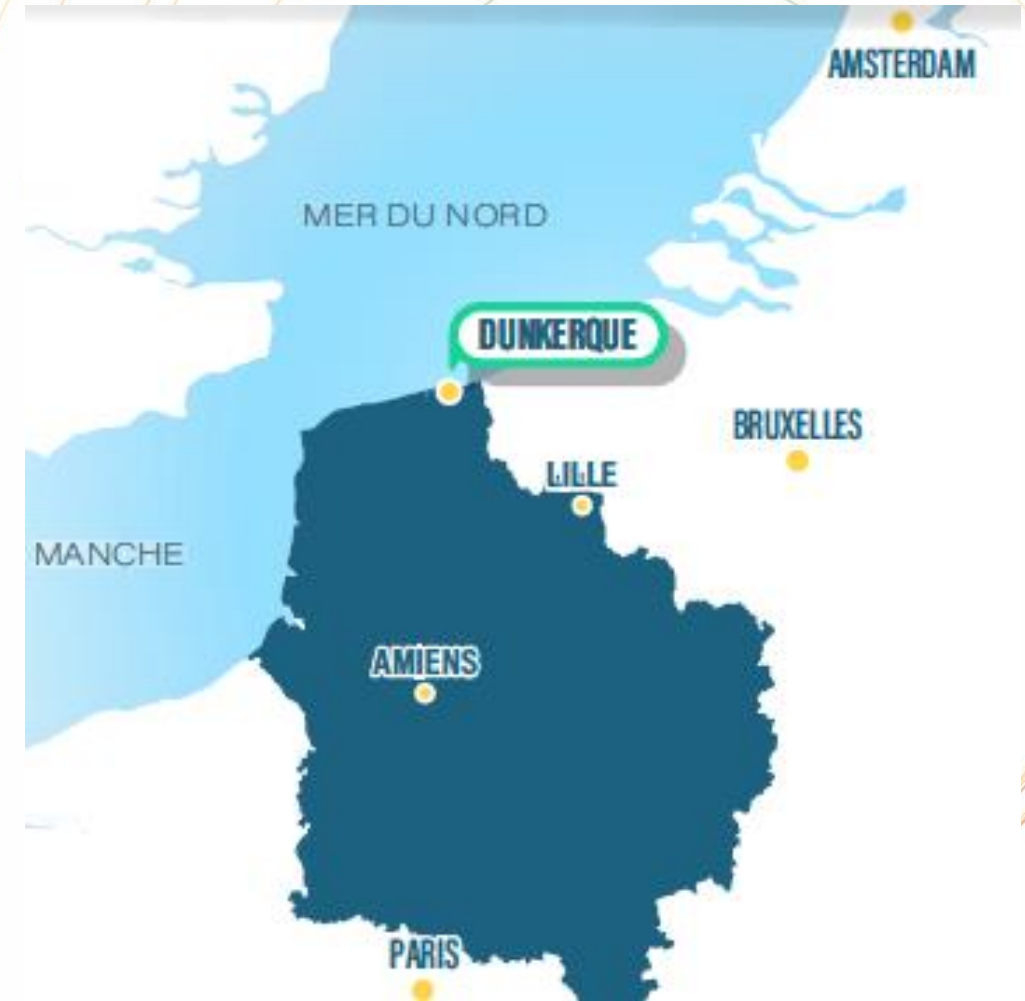 AMSTERDAM
MER DU NORD
DUNKERQUE
BRUXELLES
LILLE
MANCHE
AMIENS
PARIS